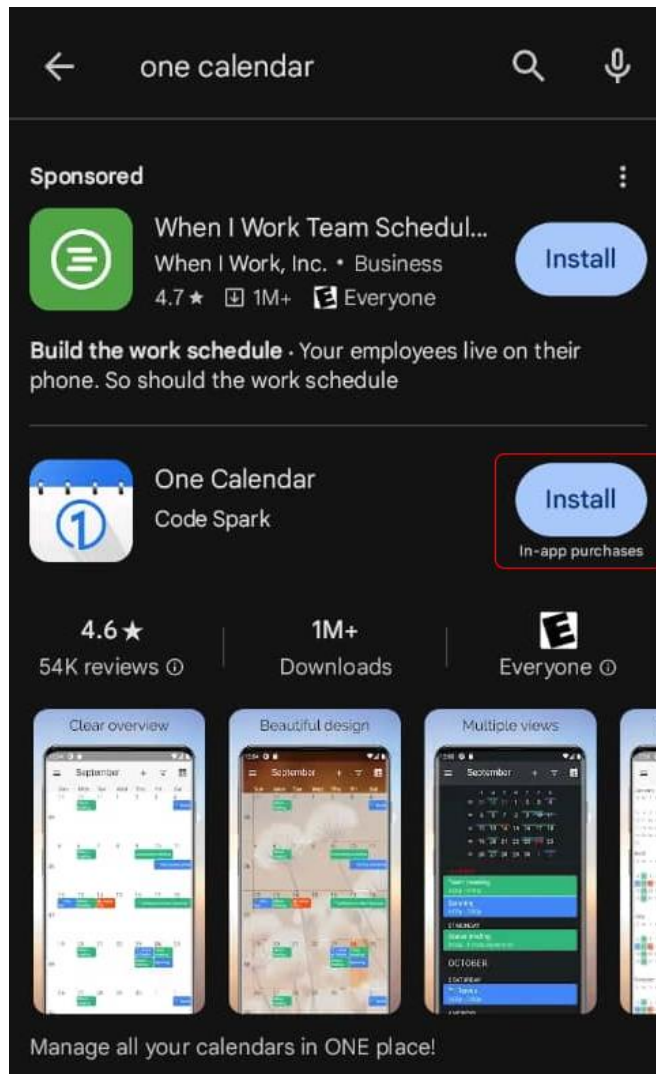 one calendar
Sponsored
When I Work Team Schedul...
When I Work, Inc. • Business
4.7★ 1M+ E Everyone
Install
Build the work schedule · Your employees live on their
phone. So should the work schedule
One Calendar
Code Spark
Install
In-app purchases
4.6★
54K reviews
1M+
Downloads
E
Everyone
Clear overview
Beautiful design
Multiple views
September
September
September
OCTOBER
Manage all your calendars in ONE place!